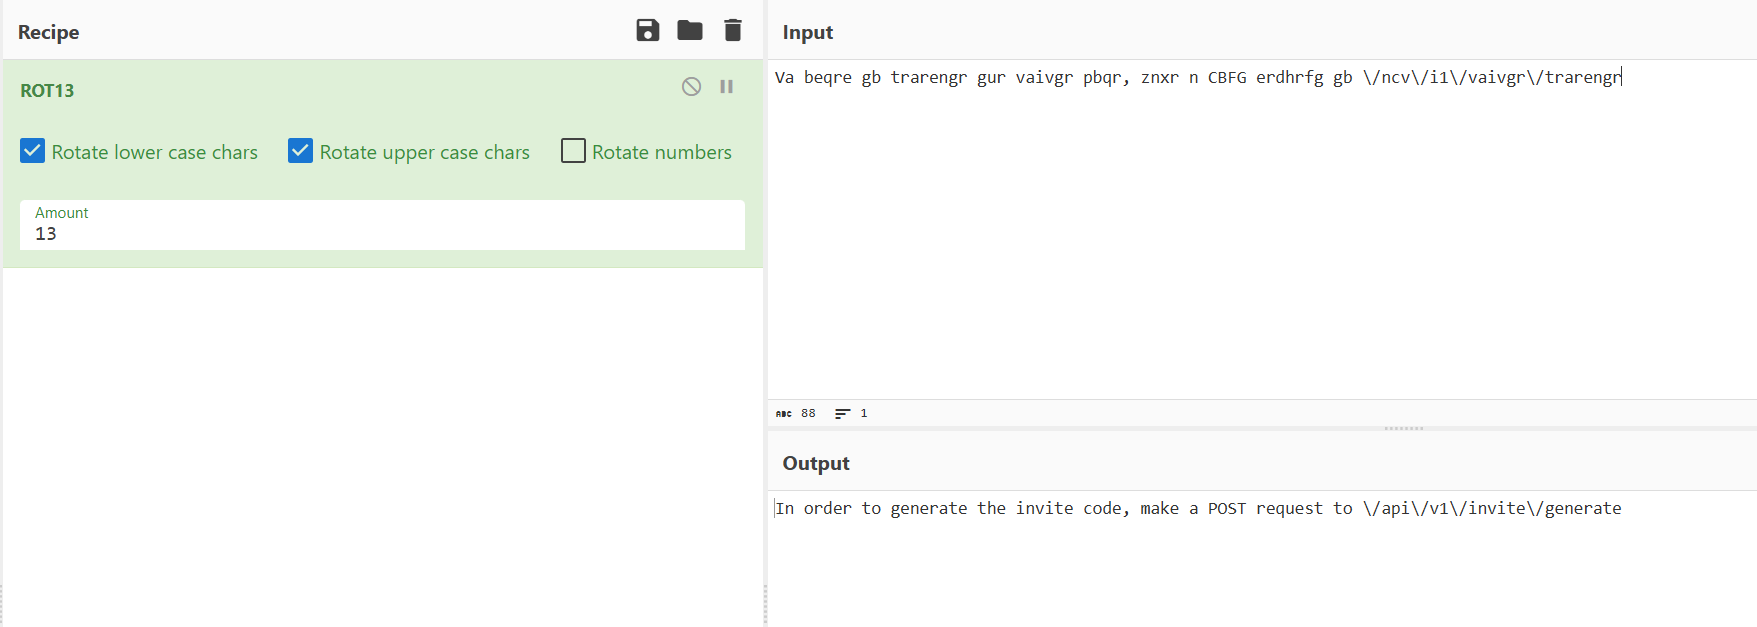 Recipe
ROT13
Rotate lower case chars
Rotate upper case chars
Rotate numbers
Amount
13
Input
Va beqre gb trarengr gur vaivgr pbqr, znxr n CBFG erdhrfg gb \/ncv\/i1\/vaivgr\/trarengr
ABC 88 1
Output
In order to generate the invite code, make a POST request to \/api\/v1\/invite\/generate